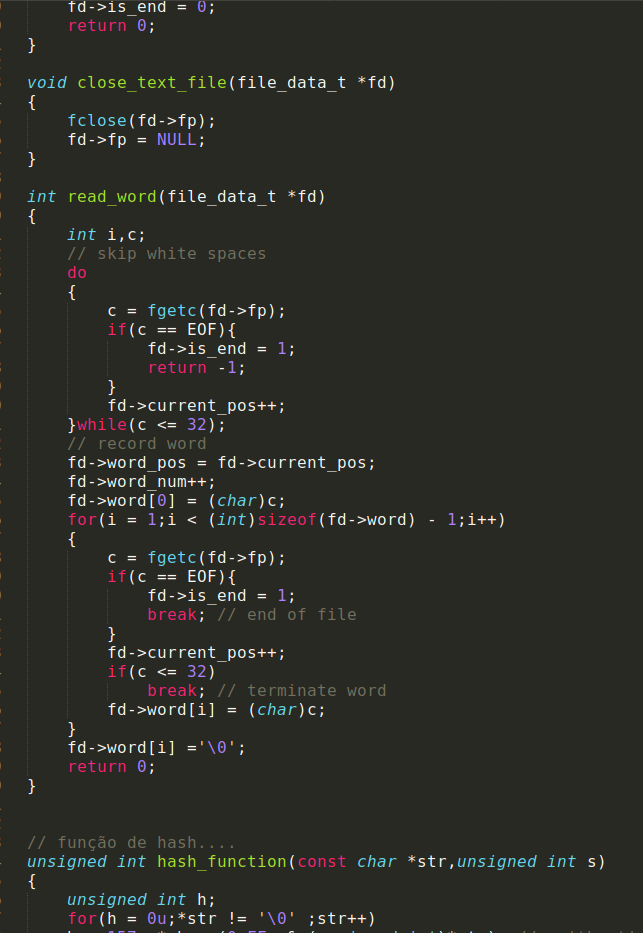 fd->is_end = 0;
return 0;
}
void close_text_file(file_data_t *fd)
{
fclose(fd->fp);
fd->fp = NULL;
}
int read_word(file_data_t *fd)
{
int i,c;
// skip white spaces
do
{
c = fgetc(fd->fp);
if(c == EOF){
fd->is_end = 1;
return -1;
}
fd->current_pos++;
}while(c <= 32);
// record word
fd->word_pos = fd->current_pos;
fd->word_num++;
fd->word[0] = (char)c;
for(i = 1;i < (int)sizeof(fd->word) - 1;i++)
{
c = fgetc(fd->fp);
if(c == EOF){
fd->is_end = 1;
break; // end of file
}
fd->current_pos++;
if(c <= 32)
break; // terminate word
fd->word[i] = (char)c;
}
fd->word[i] ='\0';
return 0;
}
// função de hash....
unsigned int hash_function(const char *str,unsigned int s)
{
unsigned int h;
for(h = 0u;*str != '\0' ;str++)